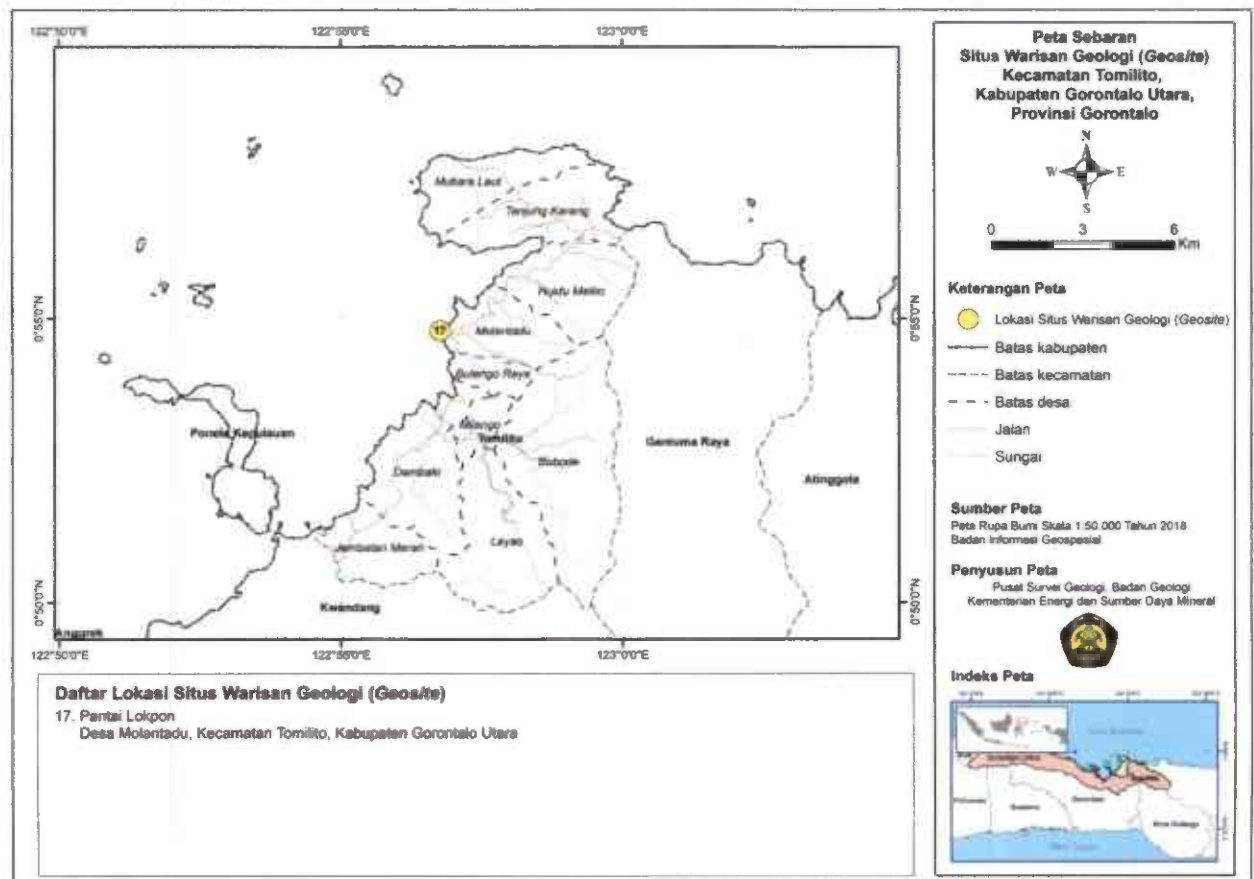 122°50'0"E 122°55'0"E 123°0'0"E
Mutiara Laut
Tanjung Karang
Huidu Melito
0°55'0"N 0°55'0"N
17 Molantadu
Bulango Raya
Ponelo Kepulauan
Milango
Tomilito
Gentuma Raya
Dambalo
Bubode
Atinggola
Jembatan Merah
Leyao
0°50'0"N 0°50'0"N
Kwandang
Anggrek
122°50'0"E 122°55'0"E 123°0'0"E
Daftar Lokasi Situs Warisan Geologi (Geosite)
17. Pantai Lokpon
Desa Molantadu, Kecamatan Tomilito, Kabupaten Gorontalo Utara
Peta Sebaran
Situs Warisan Geologi (Geosite)
Kecamatan Tomilito,
Kabupaten Gorontalo Utara,
Provinsi Gorontalo
N
W E
S
0 3 6
Km
Keterangan Peta
Lokasi Situs Warisan Geologi (Geosite)
Batas kabupaten
Batas kecamatan
Batas desa
Jalan
Sungai
Sumber Peta
Peta Rupa Bumi Skala 1:50.000 Tahun 2018
Badan Informasi Geospasial
Penyusun Peta
Pusat Survei Geologi, Badan Geologi
Kementerian Energi dan Sumber Daya Mineral
Indeks Peta